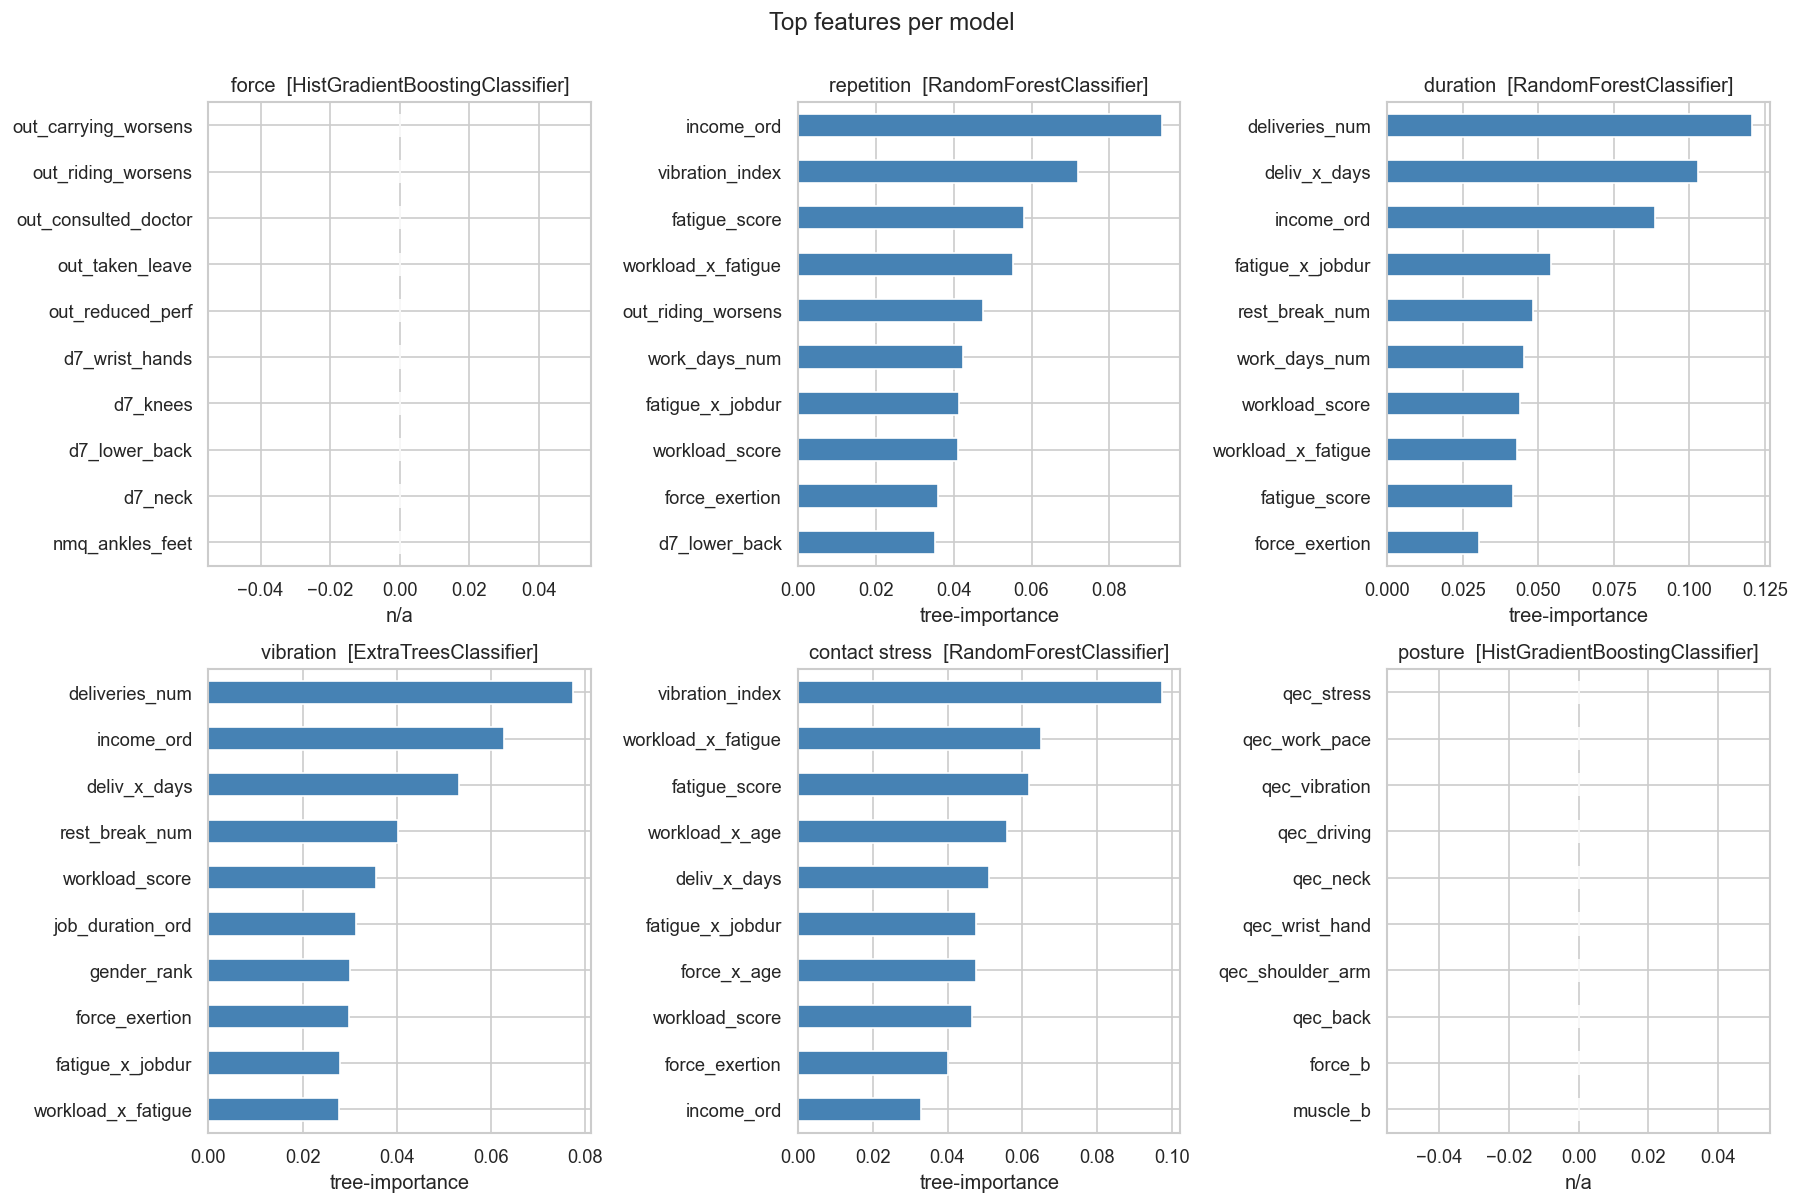 Top features per model
force  [HistGradientBoostingClassifier]
out_carrying_worsens
out_riding_worsens
out_consulted_doctor
out_taken_leave
out_reduced_perf
d7_wrist_hands
d7_knees
d7_lower_back
d7_neck
nmq_ankles_feet
−0.04 −0.02 0.00 0.02 0.04
n/a
repetition  [RandomForestClassifier]
income_ord
vibration_index
fatigue_score
workload_x_fatigue
out_riding_worsens
work_days_num
fatigue_x_jobdur
workload_score
force_exertion
d7_lower_back
0.00 0.02 0.04 0.06 0.08
tree-importance
duration  [RandomForestClassifier]
deliveries_num
deliv_x_days
income_ord
fatigue_x_jobdur
rest_break_num
work_days_num
workload_score
workload_x_fatigue
fatigue_score
force_exertion
0.000 0.025 0.050 0.075 0.100 0.125
tree-importance
vibration  [ExtraTreesClassifier]
deliveries_num
income_ord
deliv_x_days
rest_break_num
workload_score
job_duration_ord
gender_rank
force_exertion
fatigue_x_jobdur
workload_x_fatigue
0.00 0.02 0.04 0.06 0.08
tree-importance
contact stress  [RandomForestClassifier]
vibration_index
workload_x_fatigue
fatigue_score
workload_x_age
deliv_x_days
fatigue_x_jobdur
force_x_age
workload_score
force_exertion
income_ord
0.00 0.02 0.04 0.06 0.08 0.10
tree-importance
posture  [HistGradientBoostingClassifier]
qec_stress
qec_work_pace
qec_vibration
qec_driving
qec_neck
qec_wrist_hand
qec_shoulder_arm
qec_back
force_b
muscle_b
−0.04 −0.02 0.00 0.02 0.04
n/a